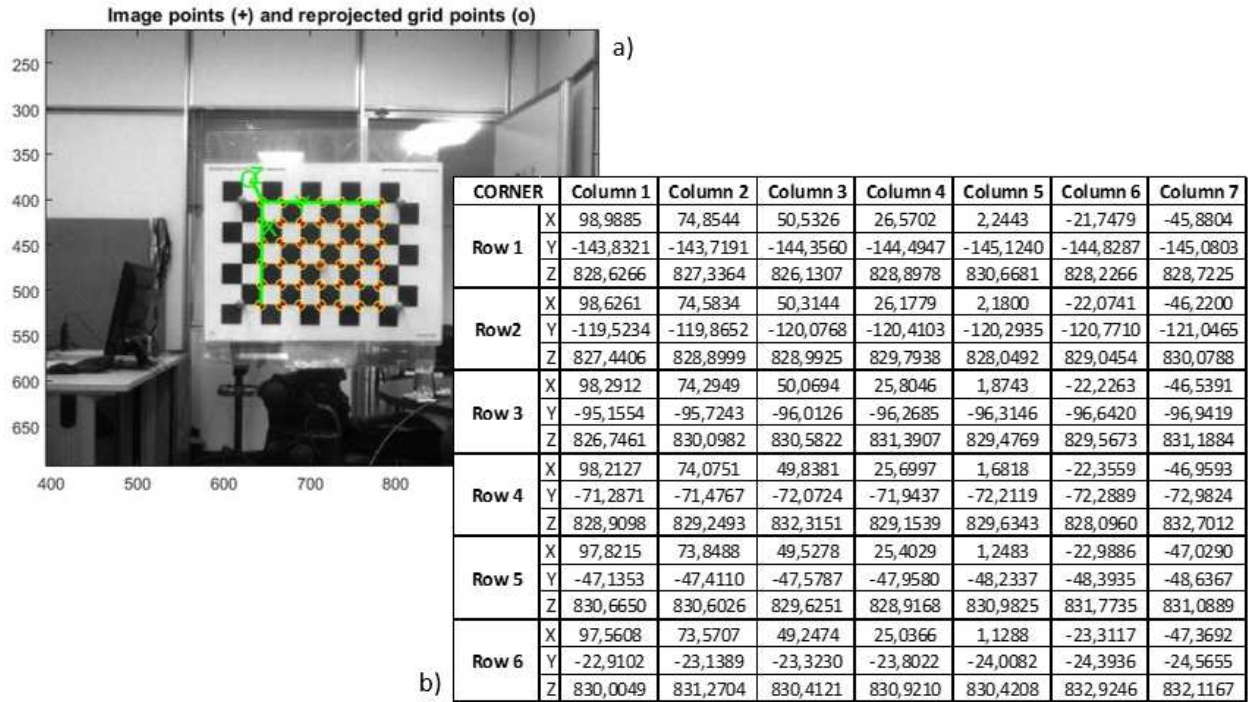 Image points (+) and reprojected grid points (o)
a)
250
300
350
400
450
500
550
600
650
400 500 600 700 800
Z
X
CORNER Column 1 Column 2 Column 3 Column 4 Column 5 Column 6 Column 7
Row 1
X 98,9885 74,8544 50,5326 26,5702 2,2443 -21,7479 -45,8804
Y -143,8321 -143,7191 -144,3560 -144,4947 -145,1240 -144,8287 -145,0803
Z 828,6266 827,3364 826,1307 828,8978 830,6681 828,2266 828,7225
Row2
X 98,6261 74,5834 50,3144 26,1779 2,1800 -22,0741 -46,2200
Y -119,5234 -119,8652 -120,0768 -120,4103 -120,2935 -120,7710 -121,0465
Z 827,4406 828,8999 828,9925 829,7938 828,0492 829,0454 830,0788
Row 3
X 98,2912 74,2949 50,0694 25,8046 1,8743 -22,2263 -46,5391
Y -95,1554 -95,7243 -96,0126 -96,2685 -96,3146 -96,6420 -96,9419
Z 826,7461 830,0982 830,5822 831,3907 829,4769 829,5673 831,1884
Row 4
X 98,2127 74,0751 49,8381 25,6997 1,6818 -22,3559 -46,9593
Y -71,2871 -71,4767 -72,0724 -71,9437 -72,2119 -72,2889 -72,9824
Z 828,9098 829,2493 832,3151 829,1539 829,6343 828,0960 832,7012
Row 5
X 97,8215 73,8488 49,5278 25,4029 1,2483 -22,9886 -47,0290
Y -47,1353 -47,4110 -47,5787 -47,9580 -48,2337 -48,3935 -48,6367
Z 830,6650 830,6026 829,6251 828,9168 830,9825 831,7735 831,0889
Row 6
X 97,5608 73,5707 49,2474 25,0366 1,1288 -23,3117 -47,3692
Y -22,9102 -23,1389 -23,3230 -23,8022 -24,0082 -24,3936 -24,5655
Z 830,0049 831,2704 830,4121 830,9210 830,4208 832,9246 832,1167
b)